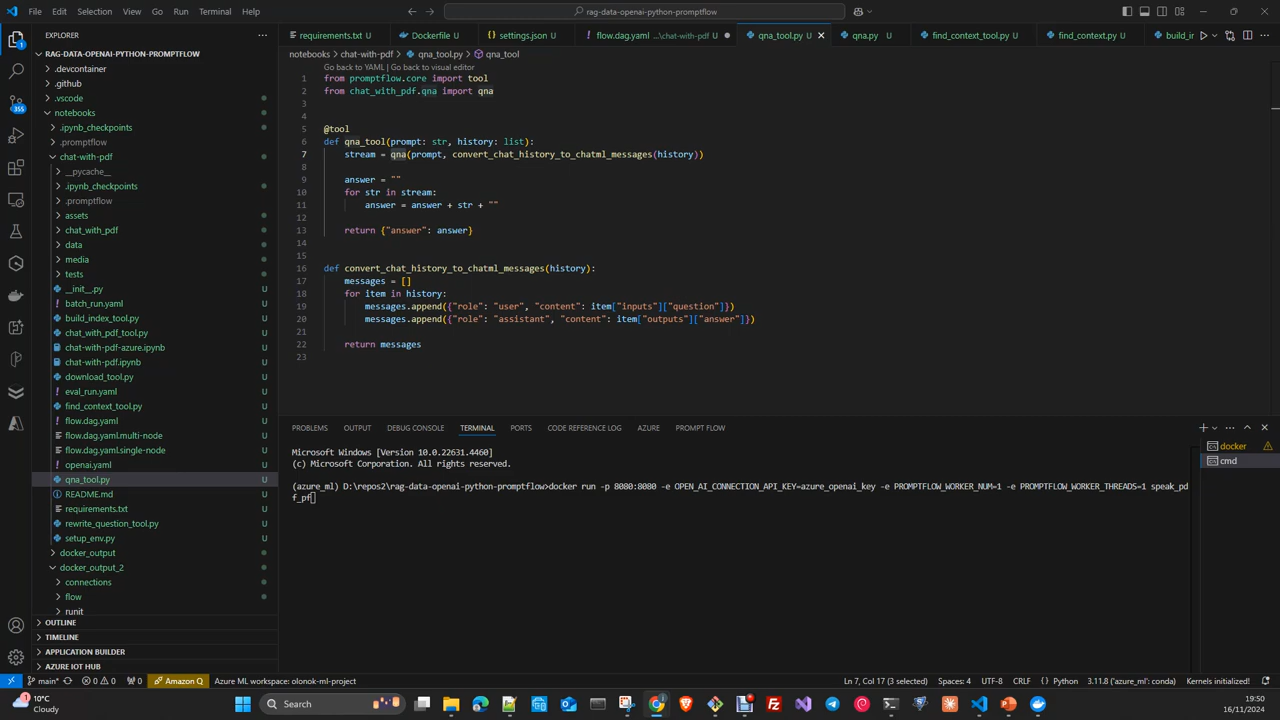 File Edit Selection View Go Run Terminal Help
rag-data-openai-python-promptflow
EXPLORER
requirements.txt U
Dockerfile U
settings.json U
flow.dag.yaml ...\chat-with-pdf
qna_tool.py U
qna.py U
find_context_tool.py U
find_context.py U
build_ir
RAG-DATA-OPENAI-PYTHON-PROMPTFLOW
.devcontainer
.github
.vscode
notebooks
.ipynb_checkpoints
.promptflow
chat-with-pdf
__pycache__
.ipynb_checkpoints
.promptflow
assets
chat_with_pdf
data
media
tests
__init__.py U
batch_run.yaml U
build_index_tool.py U
chat_with_pdf_tool.py U
chat-with-pdf-azure.ipynb U
chat-with-pdf.ipynb U
download_tool.py U
eval_run.yaml U
find_context_tool.py U
flow.dag.yaml U
flow.dag.yaml.multi-node U
flow.dag.yaml.single-node U
openai.yaml U
qna_tool.py U
README.md U
requirements.txt U
rewrite_question_tool.py U
setup_env.py U
docker_output
docker_output_2
connections
flow
runit
OUTLINE
TIMELINE
APPLICATION BUILDER
AZURE IOT HUB
355
notebooks > chat-with-pdf > qna_tool.py > qna_tool
Go back to YAML | Go back to visual editor
1 from promptflow.core import tool
2 from chat_with_pdf.qna import qna
3
4
5 @tool
6 def qna_tool(prompt: str, history: list):
7 stream = qna(prompt, convert_chat_history_to_chatml_messages(history))
8
9 answer = ""
10 for str in stream:
11 answer = answer + str + ""
12
13 return {"answer": answer}
14
15
16 def convert_chat_history_to_chatml_messages(history):
17 messages = []
18 for item in history:
19 messages.append({"role": "user", "content": item["inputs"]["question"]})
20 messages.append({"role": "assistant", "content": item["outputs"]["answer"]})
21
22 return messages
23
PROBLEMS OUTPUT DEBUG CONSOLE TERMINAL PORTS CODE REFERENCE LOG AZURE PROMPT FLOW
Microsoft Windows [Version 10.0.22631.4460]
(c) Microsoft Corporation. All rights reserved.
(azure_ml) D:\repos2\rag-data-openai-python-promptflow>docker run -p 8080:8080 -e OPEN_AI_CONNECTION_API_KEY=azure_openai_key -e PROMPTFLOW_WORKER_NUM=1 -e PROMPTFLOW_WORKER_THREADS=1 speak_pd
f_pf
docker
cmd
main* 0 0 0 Amazon Q Azure ML workspace: olonok-ml-project
Ln 7, Col 17 (3 selected) Spaces: 4 UTF-8 CRLF Python 3.11.8 ('azure_ml': conda) Kernels initialized!
1
10°C
Cloudy
Search
19:50
16/11/2024